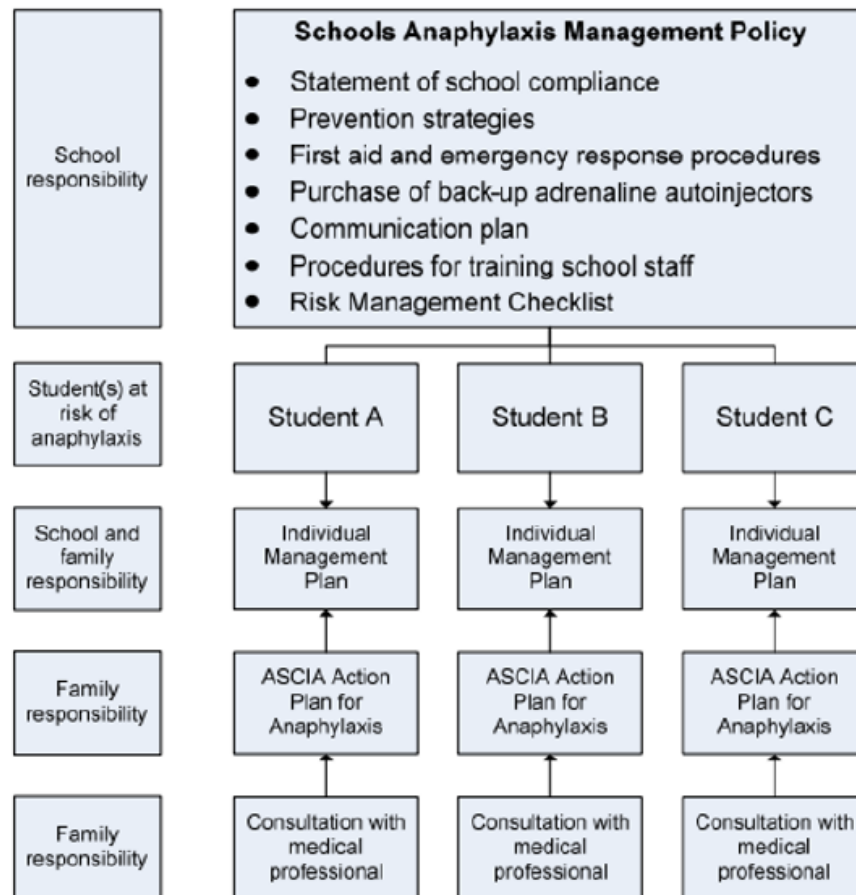 School
responsibility
Schools Anaphylaxis Management Policy
• Statement of school compliance
• Prevention strategies
• First aid and emergency response procedures
• Purchase of back-up adrenaline autoinjectors
• Communication plan
• Procedures for training school staff
• Risk Management Checklist
Student(s) at
risk of
anaphylaxis
Student A
Student B
Student C
School and
family
responsibility
Individual
Management
Plan
Individual
Management
Plan
Individual
Management
Plan
Family
responsibility
ASCIA Action
Plan for
Anaphylaxis
ASCIA Action
Plan for
Anaphylaxis
ASCIA Action
Plan for
Anaphylaxis
Family
responsibility
Consultation with
medical
professional
Consultation with
medical
professional
Consultation with
medical
professional